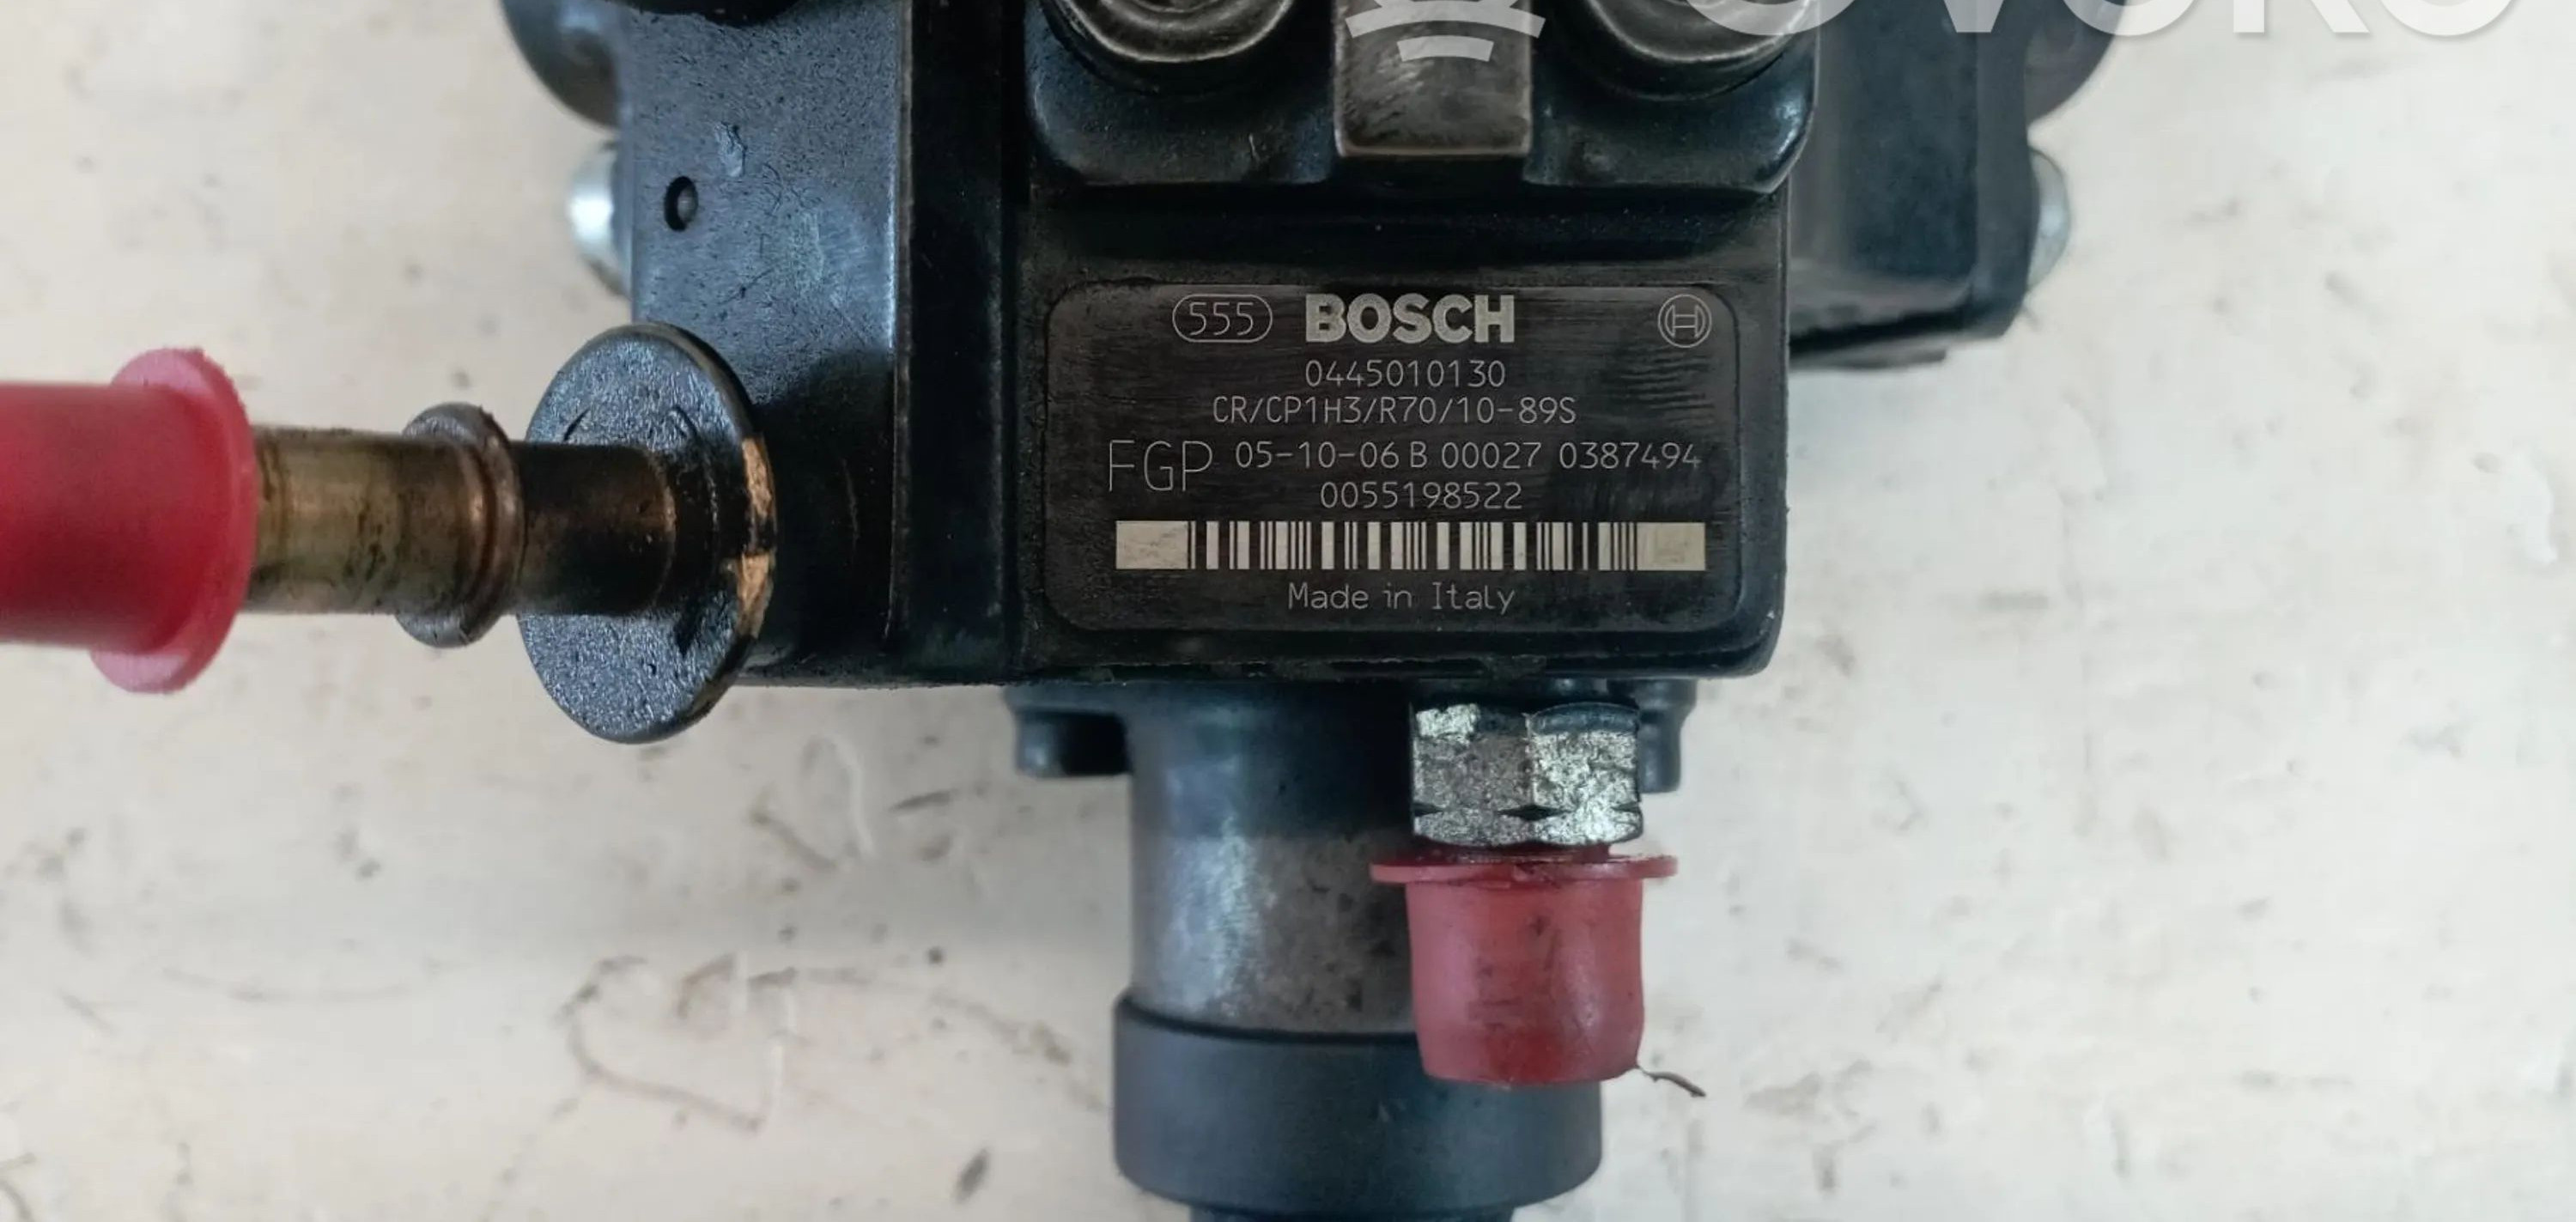 555 BOSCH
0445010130
CR/CP1H3/R70/10-89S
FGP 05-10-06 B 00027 0387494
0055198522
Made in Italy